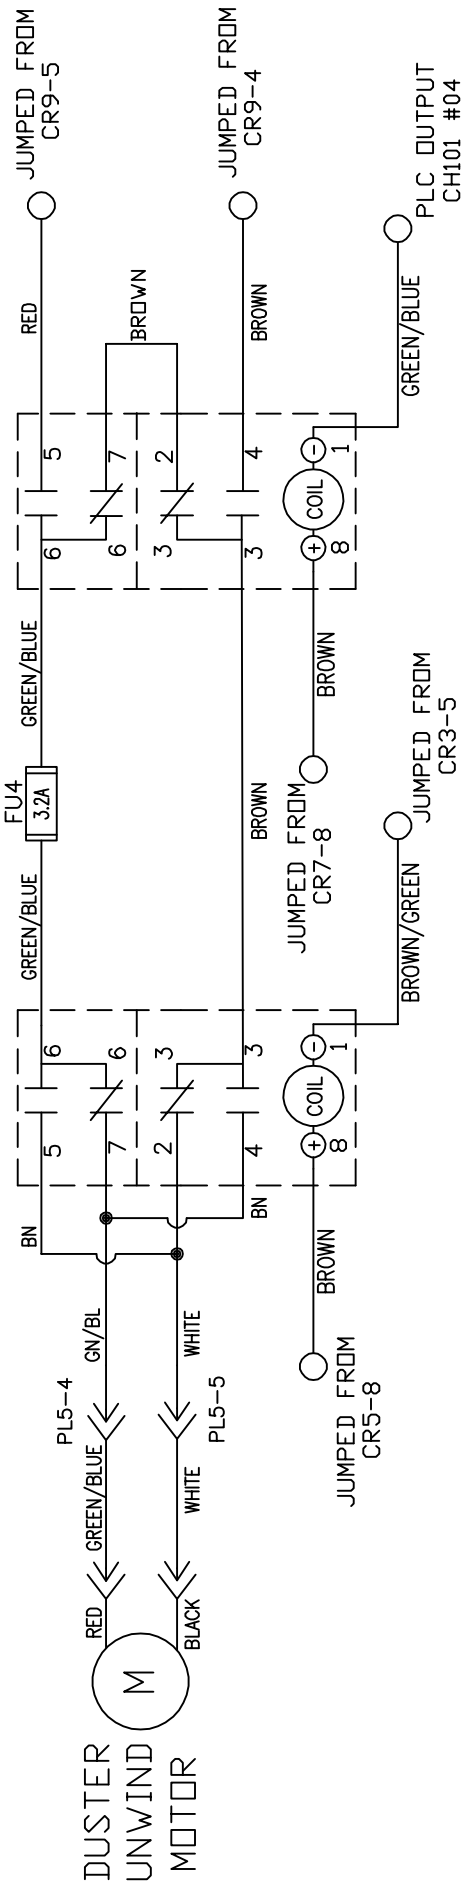 DUSTER
UNWIND
MOTOR
M
RED
BLACK
GREEN/BLUE
WHITE
PL5-4
PL5-5
GN/BL
WHITE
BN
BN
5
6
7
6
2
3
4
3
COIL
+
-
8
1
BROWN
JUMPED FROM
CR5-8
BROWN/GREEN
JUMPED FROM
CR3-5
GREEN/BLUE
FU4
3.2A
GREEN/BLUE
BROWN
6
5
6
7
3
2
3
4
COIL
+
-
8
1
BROWN
JUMPED FROM
CR7-8
RED
JUMPED FROM
CR9-5
BROWN
BROWN
JUMPED FROM
CR9-4
GREEN/BLUE
PLC OUTPUT
CH101 #04